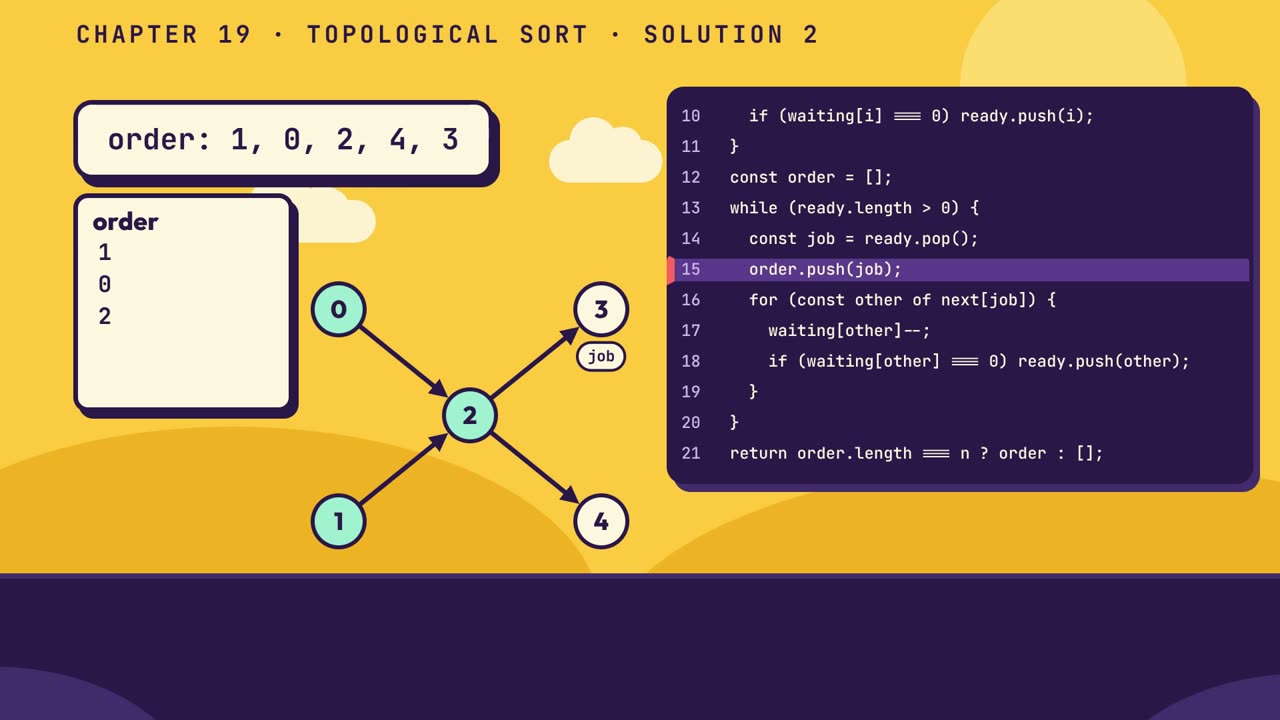 CHAPTER 19 · TOPOLOGICAL SORT · SOLUTION 2
order: 1, 0, 2, 4, 3
order
1
0
2
0
3
job
2
1
4
10 if (waiting[i] === 0) ready.push(i);
11 }
12 const order = [];
13 while (ready.length > 0) {
14 const job = ready.pop();
15 order.push(job);
16 for (const other of next[job]) {
17 waiting[other]--;
18 if (waiting[other] === 0) ready.push(other);
19 }
20 }
21 return order.length === n ? order : [];